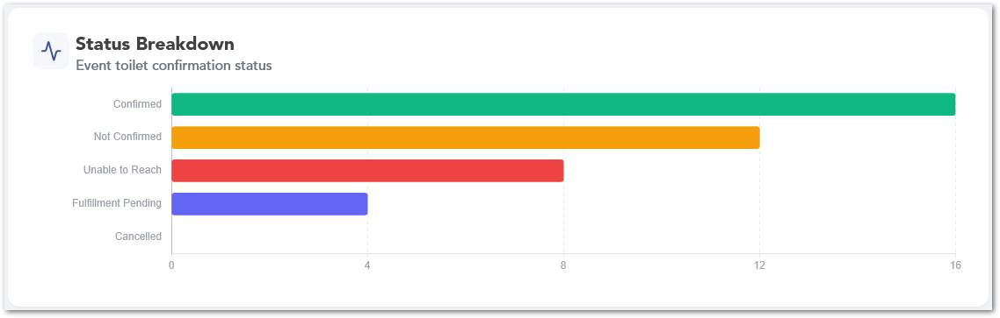 Status Breakdown
Event toilet confirmation status
Confirmed
Not Confirmed
Unable to Reach
Fulfillment Pending
Cancelled
0 4 8 12 16